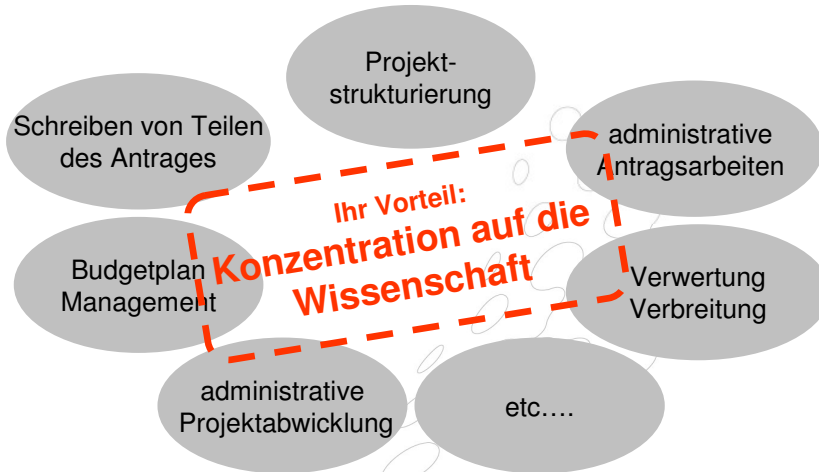 Projekt-
strukturierung
Schreiben von Teilen
des Antrages
administrative
Antragsarbeiten
Ihr Vorteil:
Konzentration auf die
Wissenschaft
Budgetplan
Management
Verwertung
Verbreitung
administrative
Projektabwicklung
etc….